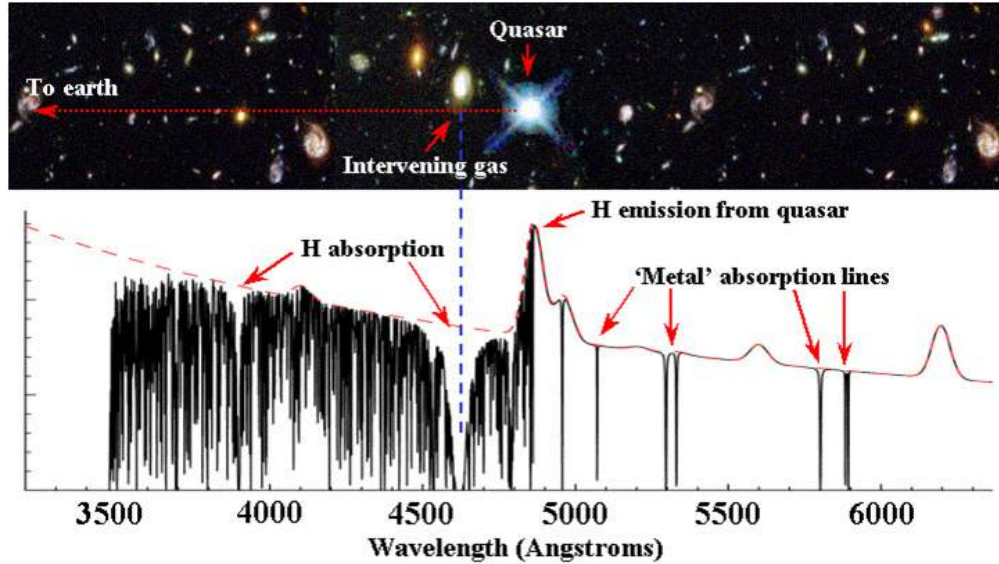 Quasar
To earth
Intervening gas
H emission from quasar
H absorption
‘Metal’ absorption lines
3500 4000 4500 5000 5500 6000
Wavelength (Angstroms)